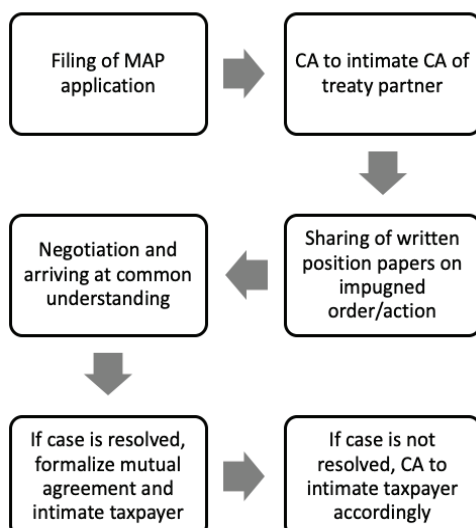 Filing of MAP
application
CA to intimate CA of
treaty partner
Sharing of written
position papers on
impugned
order/action
Negotiation and
arriving at common
understanding
If case is resolved,
formalize mutual
agreement and
intimate taxpayer
If case is not
resolved, CA to
intimate taxpayer
accordingly